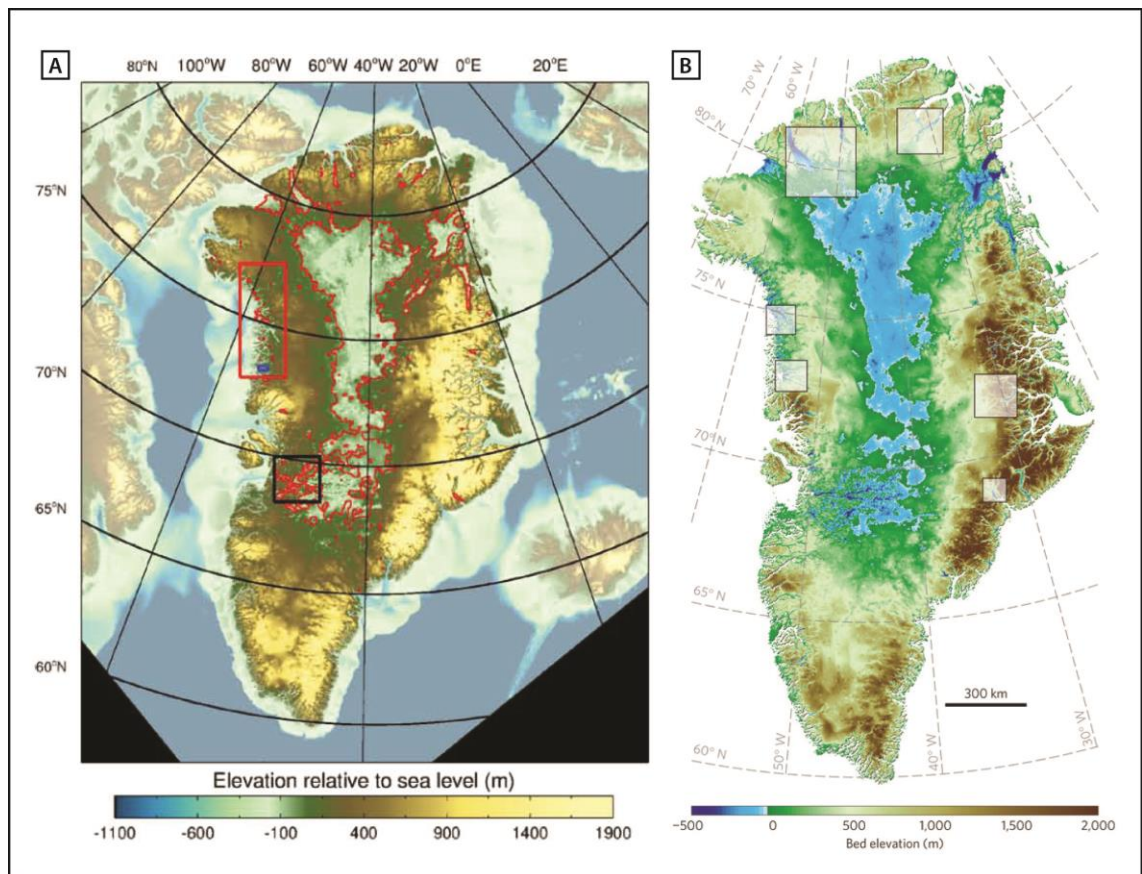 A
80°N 100°W 80°W 60°W 40°W 20°W 0°E 20°E
75°N
70°N
65°N
60°N
Elevation relative to sea level (m)
-1100 -600 -100 400 900 1400 1900
B
70° W
60° W
80° N
75° N
70° N
65° N
300 km
60° N
50° W
40° W
30° W
−500 0 500 1,000 1,500 2,000
Bed elevation (m)